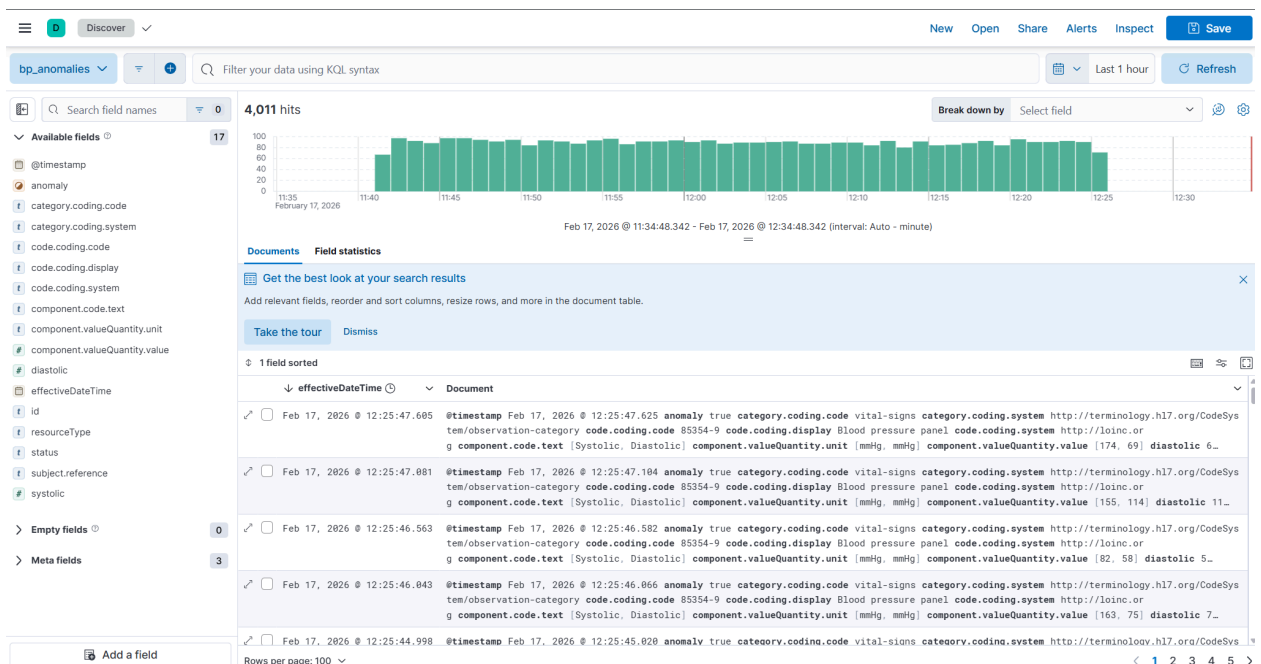 D Discover New Open Share Alerts Inspect Save
bp_anomalies Filter your data using KQL syntax Last 1 hour Refresh
Search field names 0
Available fields 17
@timestamp
anomaly
t category.coding.code
t category.coding.system
t code.coding.code
t code.coding.display
t code.coding.system
t component.code.text
t component.valueQuantity.unit
# component.valueQuantity.value
# diastolic
effectiveDateTime
t id
t resourceType
t status
t subject.reference
# systolic
Empty fields 0
Meta fields 3
Add a field
4,011 hits Break down by Select field
100
80
60
40
20
0
11:35 11:40 11:45 11:50 11:55 12:00 12:05 12:10 12:15 12:20 12:25 12:30
February 17, 2026
Feb 17, 2026 @ 11:34:48.342 - Feb 17, 2026 @ 12:34:48.342 (interval: Auto - minute)
Documents Field statistics
Get the best look at your search results
Add relevant fields, reorder and sort columns, resize rows, and more in the document table.
Take the tour Dismiss
1 field sorted
effectiveDateTime Document
Feb 17, 2026 @ 12:25:47.605 @timestamp Feb 17, 2026 @ 12:25:47.625 anomaly true category.coding.code vital-signs category.coding.system http://terminology.hl7.org/CodeSys
tem/observation-category code.coding.code 85354-9 code.coding.display Blood pressure panel code.coding.system http://loinc.or
g component.code.text [Systolic, Diastolic] component.valueQuantity.unit [mmHg, mmHg] component.valueQuantity.value [174, 69] diastolic 6…
Feb 17, 2026 @ 12:25:47.081 @timestamp Feb 17, 2026 @ 12:25:47.104 anomaly true category.coding.code vital-signs category.coding.system http://terminology.hl7.org/CodeSys
tem/observation-category code.coding.code 85354-9 code.coding.display Blood pressure panel code.coding.system http://loinc.or
g component.code.text [Systolic, Diastolic] component.valueQuantity.unit [mmHg, mmHg] component.valueQuantity.value [155, 114] diastolic 11…
Feb 17, 2026 @ 12:25:46.563 @timestamp Feb 17, 2026 @ 12:25:46.582 anomaly true category.coding.code vital-signs category.coding.system http://terminology.hl7.org/CodeSys
tem/observation-category code.coding.code 85354-9 code.coding.display Blood pressure panel code.coding.system http://loinc.or
g component.code.text [Systolic, Diastolic] component.valueQuantity.unit [mmHg, mmHg] component.valueQuantity.value [82, 58] diastolic 5…
Feb 17, 2026 @ 12:25:46.043 @timestamp Feb 17, 2026 @ 12:25:46.066 anomaly true category.coding.code vital-signs category.coding.system http://terminology.hl7.org/CodeSys
tem/observation-category code.coding.code 85354-9 code.coding.display Blood pressure panel code.coding.system http://loinc.or
g component.code.text [Systolic, Diastolic] component.valueQuantity.unit [mmHg, mmHg] component.valueQuantity.value [163, 75] diastolic 7…
Feb 17, 2026 @ 12:25:44.998 @timestamp Feb 17, 2026 @ 12:25:45.020 anomaly true category.coding.code vital-signs category.coding.system http://terminology.hl7.org/CodeSys
Rows per page: 100 1 2 3 4 5